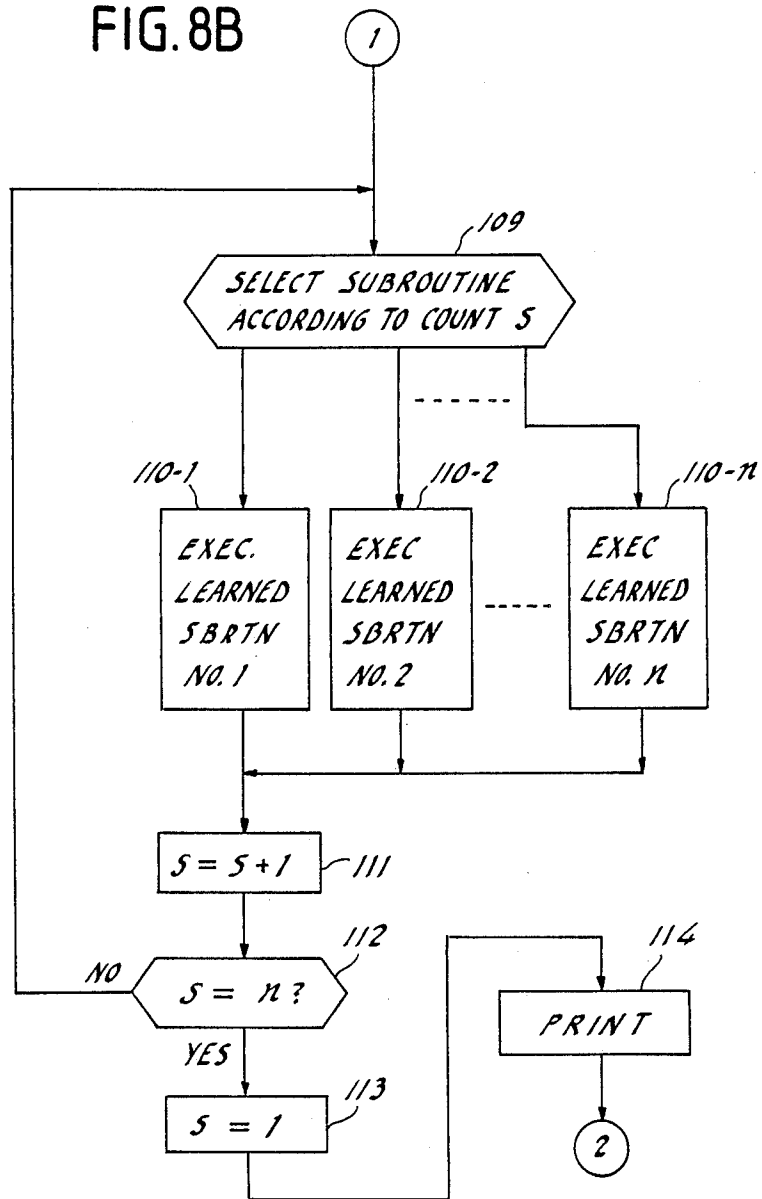 FIG. 8B
1
109
SELECT SUBROUTINE
ACCORDING TO COUNT S
110-1
110-2
110-n
EXEC.
LEARNED
SBRTN
NO. 1
EXEC
LEARNED
SBRTN
NO. 2
EXEC
LEARNED
SBRTN
NO. n
S = S + 1
111
112
NO
S = n ?
YES
113
S = 1
114
PRINT
2